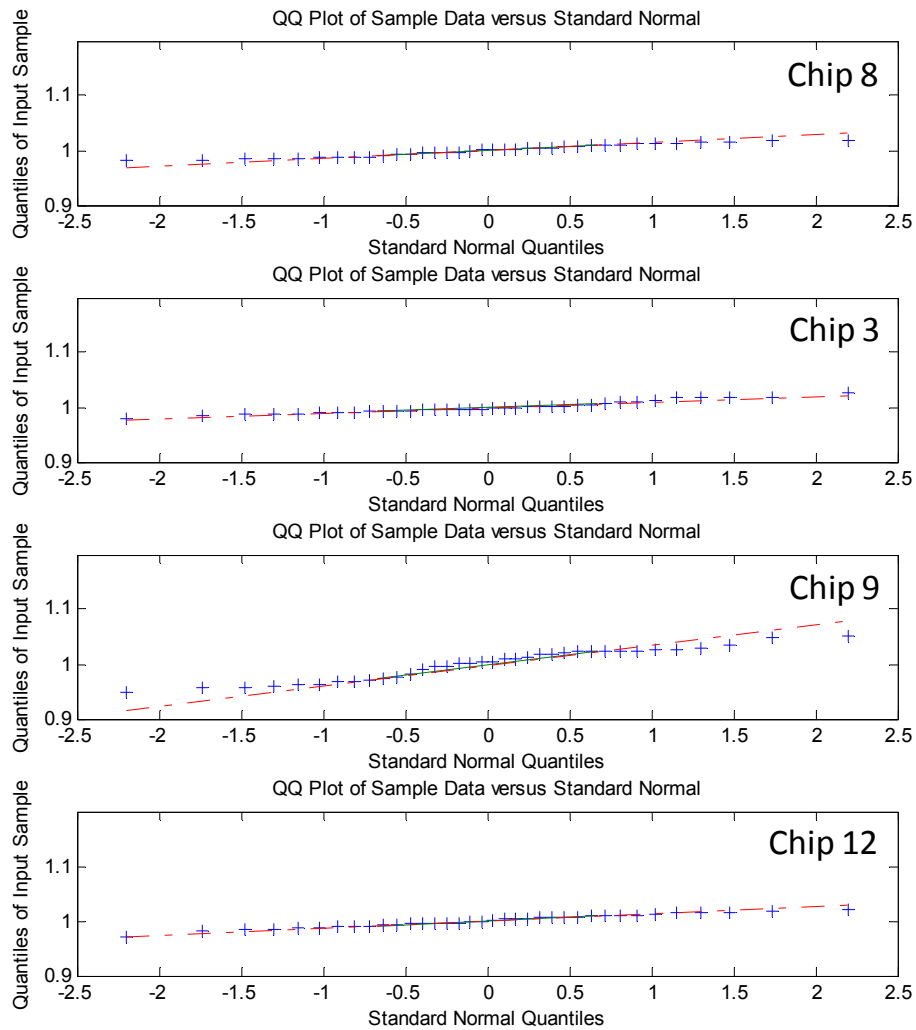 QQ Plot of Sample Data versus Standard Normal
Quantiles of Input Sample
Chip 8
1.1
1
0.9
-2.5 -2 -1.5 -1 -0.5 0 0.5 1 1.5 2 2.5
Standard Normal Quantiles
QQ Plot of Sample Data versus Standard Normal
Quantiles of Input Sample
Chip 3
1.1
1
0.9
-2.5 -2 -1.5 -1 -0.5 0 0.5 1 1.5 2 2.5
Standard Normal Quantiles
QQ Plot of Sample Data versus Standard Normal
Quantiles of Input Sample
Chip 9
1.1
1
0.9
-2.5 -2 -1.5 -1 -0.5 0 0.5 1 1.5 2 2.5
Standard Normal Quantiles
QQ Plot of Sample Data versus Standard Normal
Quantiles of Input Sample
Chip 12
1.1
1
0.9
-2.5 -2 -1.5 -1 -0.5 0 0.5 1 1.5 2 2.5
Standard Normal Quantiles